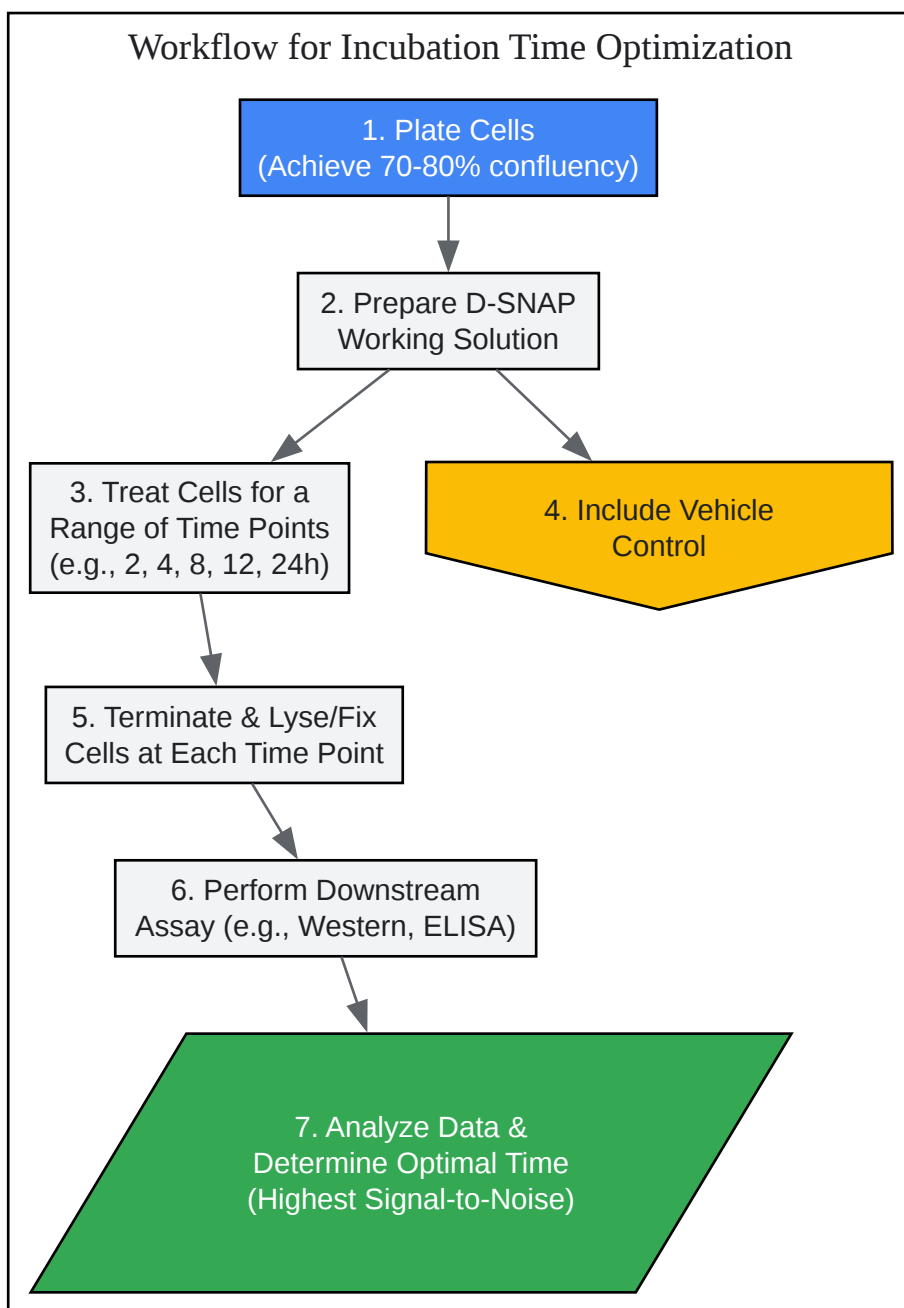 Workflow for Incubation Time Optimization
1. Plate Cells
(Achieve 70-80% confluency)
2. Prepare D-SNAP
Working Solution
3. Treat Cells for a
Range of Time Points
(e.g., 2, 4, 8, 12, 24h)
4. Include Vehicle
Control
5. Terminate & Lyse/Fix
Cells at Each Time Point
6. Perform Downstream
Assay (e.g., Western, ELISA)
7. Analyze Data &
Determine Optimal Time
(Highest Signal-to-Noise)